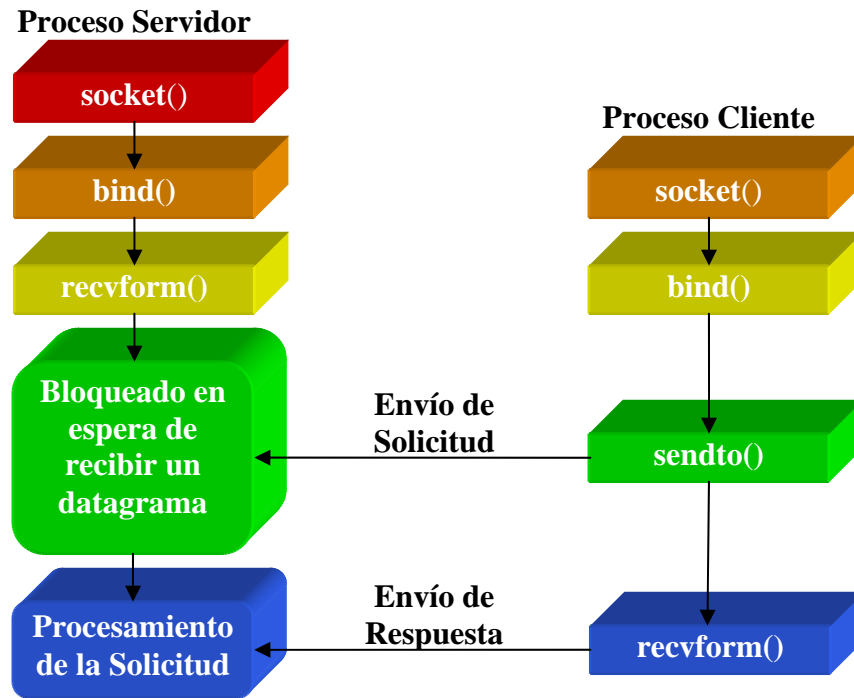 Proceso Servidor
socket()
bind()
recvform()
Bloqueado en
espera de
recibir un
datagrama
Procesamiento
de la Solicitud
Envío de
Solicitud
Envío de
Respuesta
Proceso Cliente
socket()
bind()
sendto()
recvform()